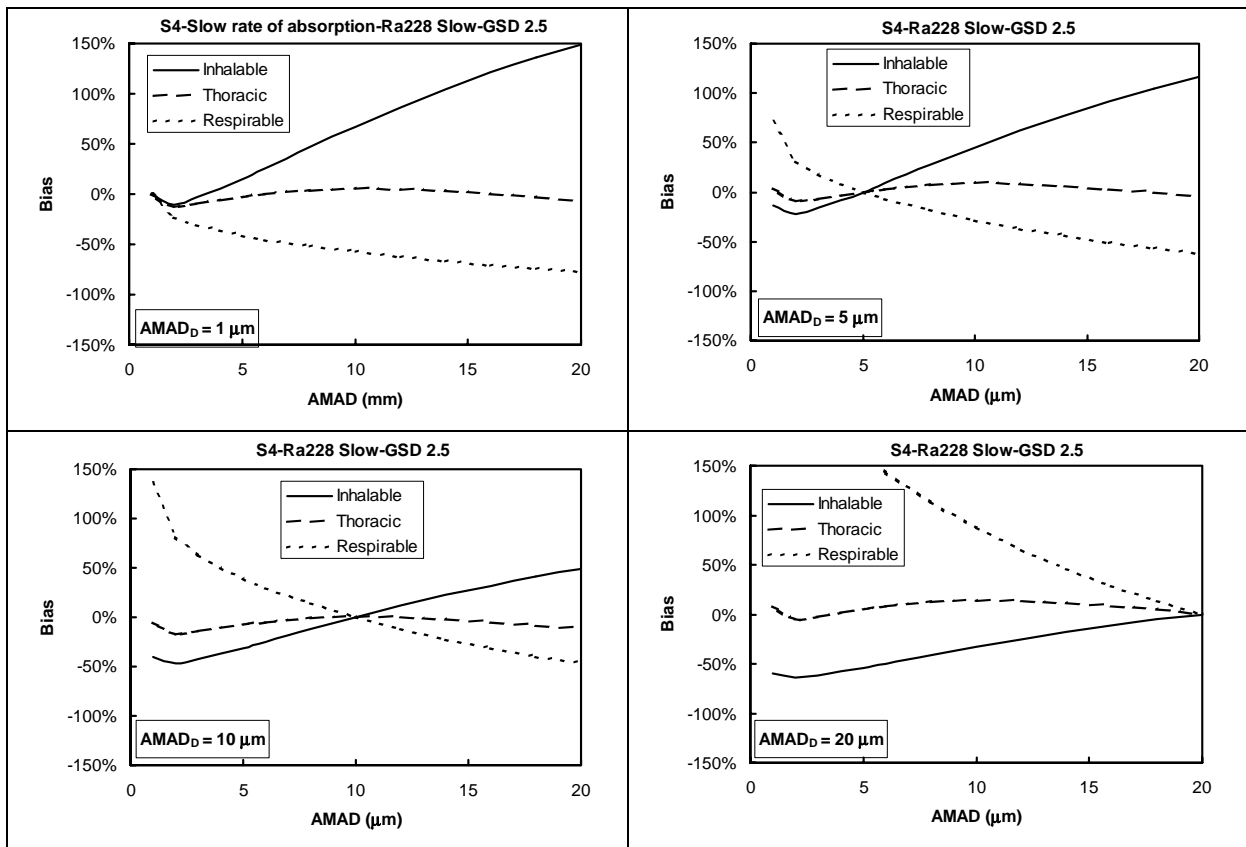 S4-Slow rate of absorption-Ra228 Slow-GSD 2.5
150%
100%
50%
0%
-50%
-100%
-150%
Bias
Inhalable
Thoracic
Respirable
AMAD_D = 1 μm
0
5
10
15
20
AMAD (mm)
S4-Ra228 Slow-GSD 2.5
150%
100%
50%
0%
-50%
-100%
-150%
Bias
Inhalable
Thoracic
Respirable
AMAD_D = 5 μm
0
5
10
15
20
AMAD (μm)
S4-Ra228 Slow-GSD 2.5
150%
100%
50%
0%
-50%
-100%
-150%
Bias
Inhalable
Thoracic
Respirable
AMAD_D = 10 μm
0
5
10
15
20
AMAD (μm)
S4-Ra228 Slow-GSD 2.5
150%
100%
50%
0%
-50%
-100%
-150%
Bias
Inhalable
Thoracic
Respirable
AMAD_D = 20 μm
0
5
10
15
20
AMAD (μm)